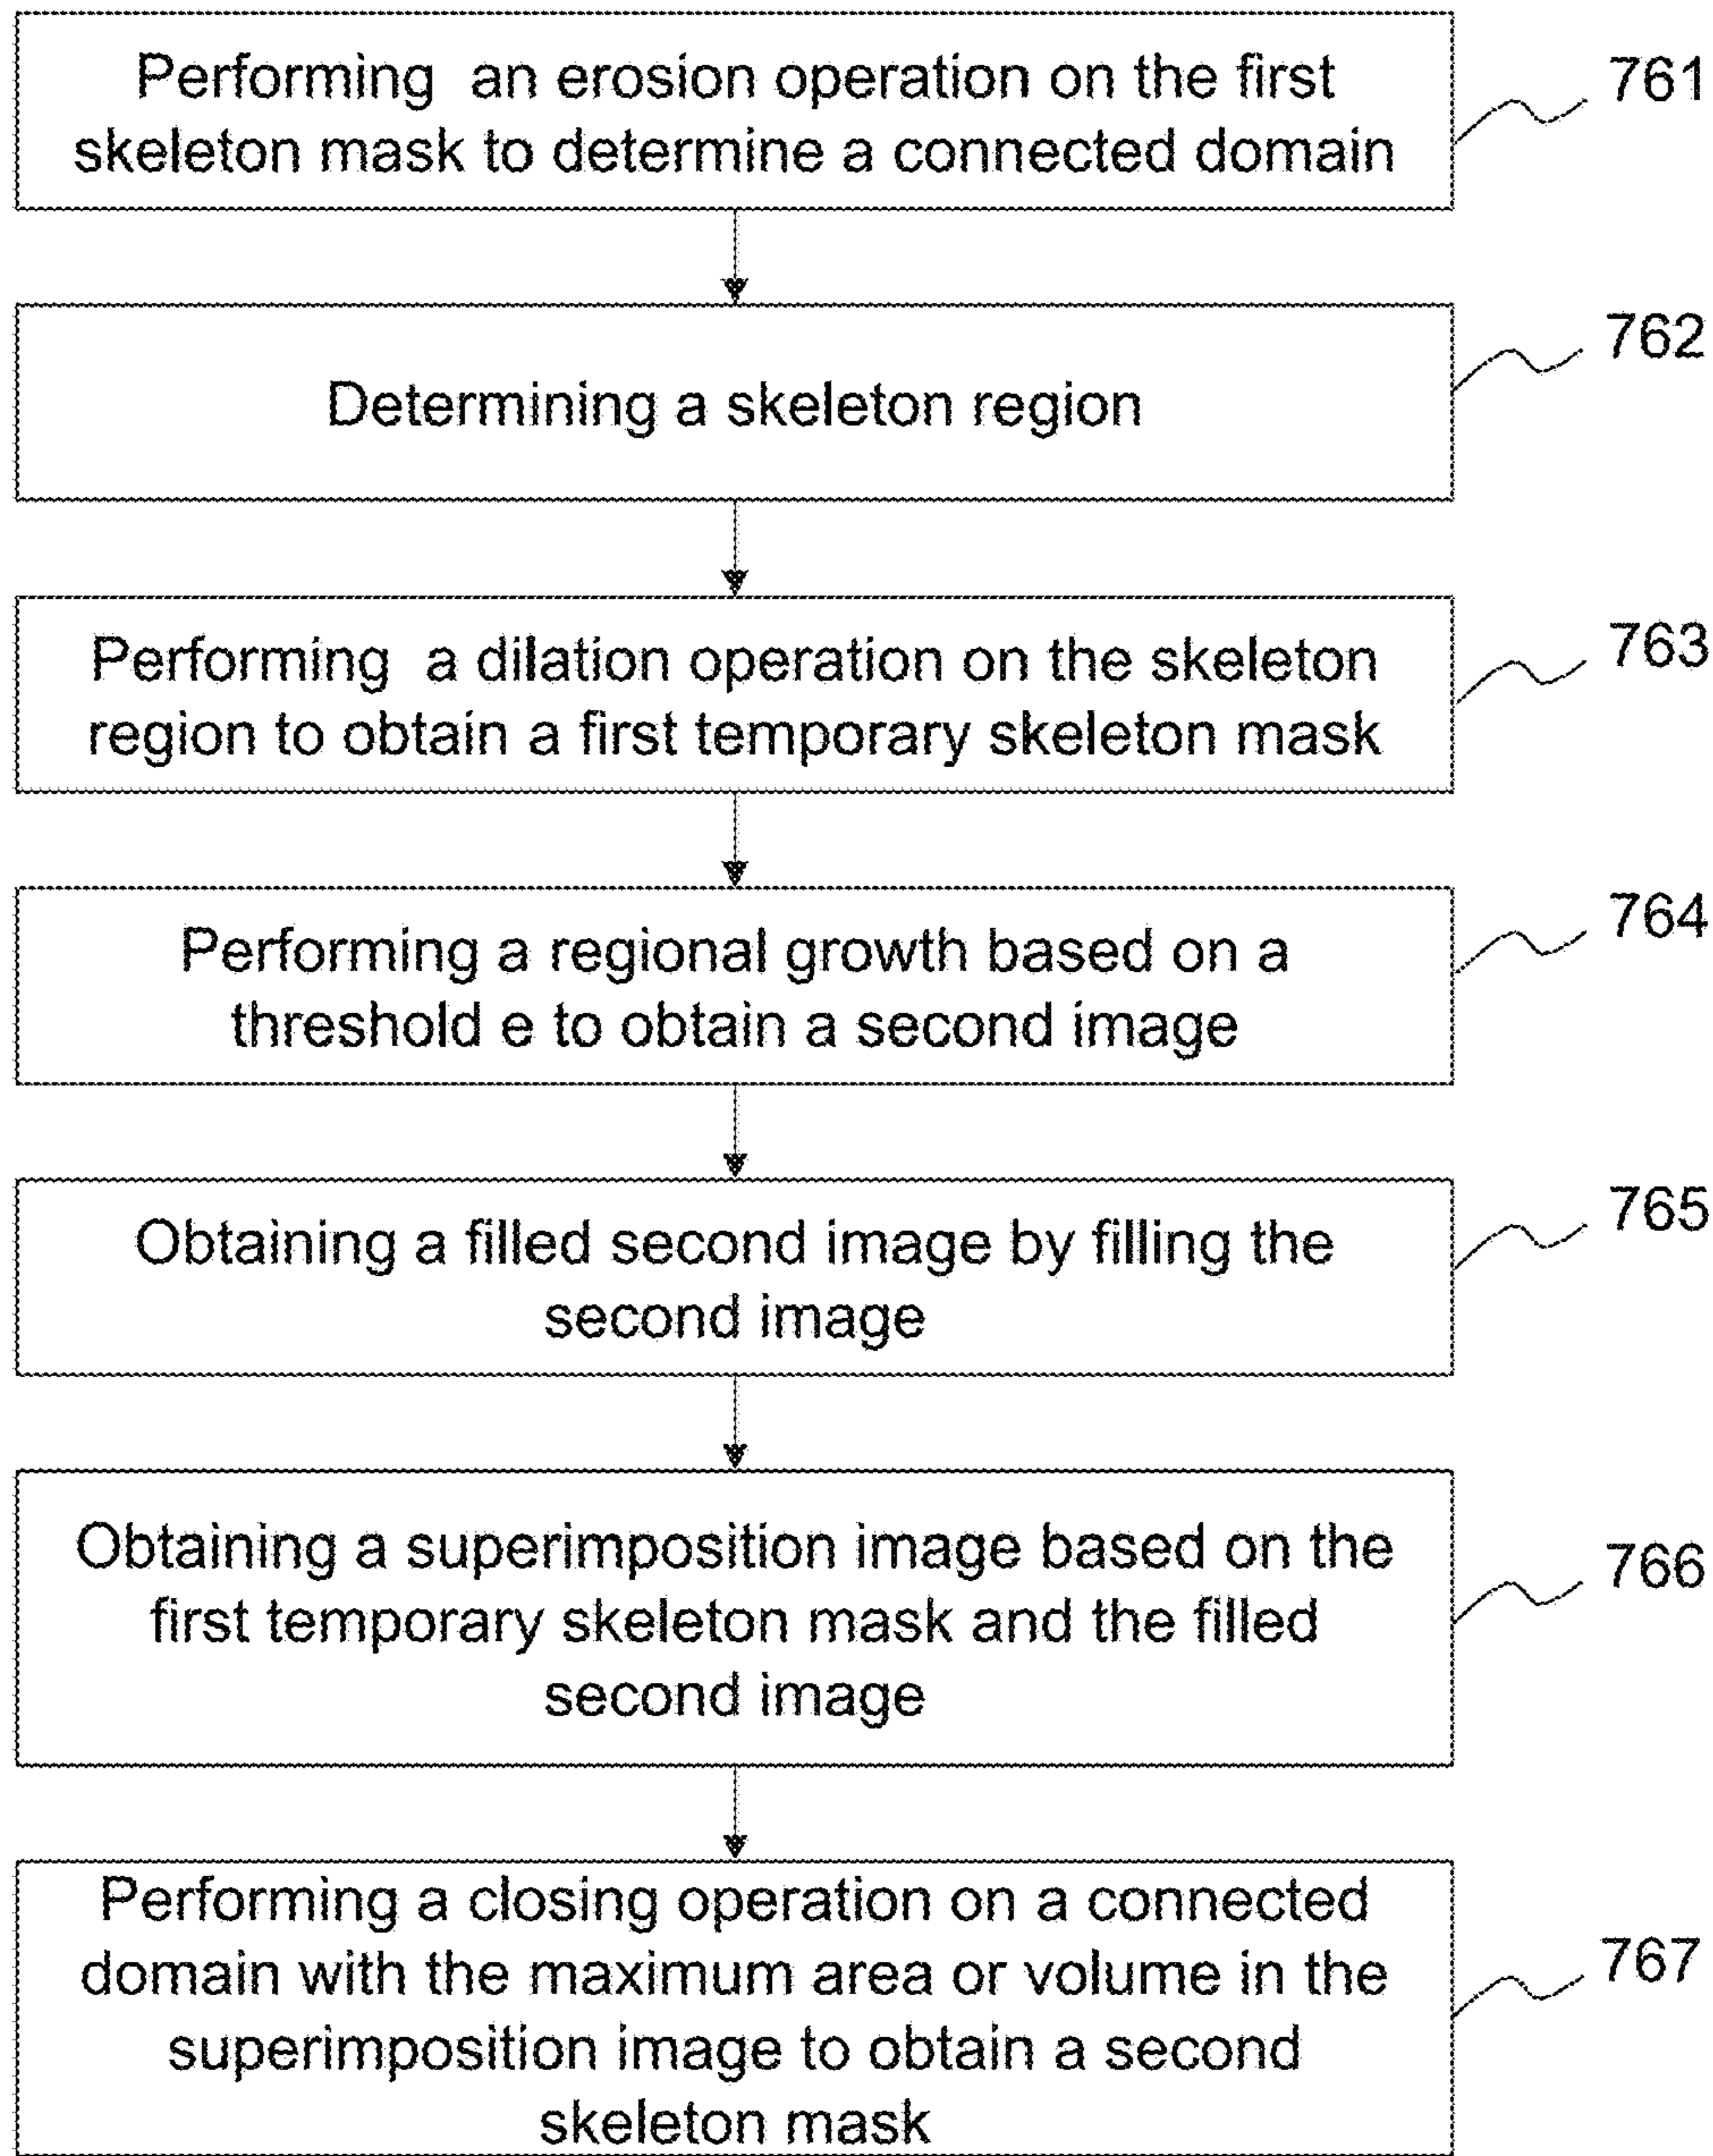 Performing an erosion operation on the first
skeleton mask to determine a connected domain
761
Determining a skeleton region
762
Performing a dilation operation on the skeleton
region to obtain a first temporary skeleton mask
763
Performing a regional growth based on a
threshold e to obtain a second image
764
Obtaining a filled second image by filling the
second image
765
Obtaining a superimposition image based on the
first temporary skeleton mask and the filled
second image
766
Performing a closing operation on a connected
domain with the maximum area or volume in the
superimposition image to obtain a second
skeleton mask
767